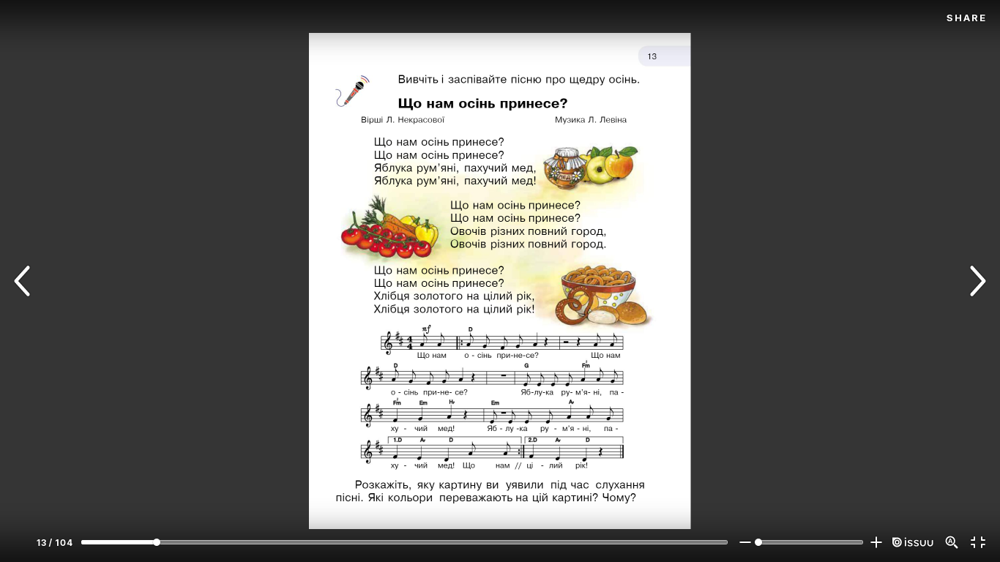 SHARE
13
Вивчіть і заспівайте пісню про щедру осінь.
Що нам осінь принесе?
Вірші Л. Некрасової Музика Л. Левіна
Що нам осінь принесе?
Що нам осінь принесе?
Яблука рум’яні, пахучий мед,
Яблука рум’яні, пахучий мед!
МЕД
Що нам осінь принесе?
Що нам осінь принесе?
Овочів різних повний город,
Овочів різних повний город.
Що нам осінь принесе?
Що нам осінь принесе?
Хлібця золотого на цілий рік,
Хлібця золотого на цілий рік!
mf D
4
4
Що нам о - сінь при-не-се? Що нам
D G F♯m
о - сінь при-не- се? Яб-лу-ка ру- м’я- ні, па -
F♯m Em H7 Em A7
ху - чий мед! Яб - лу -ка ру - м’я - ні, па -
1.D A7 D 2.D A7 D
ху - чий мед! Що нам // ці - лий рік!
Розкажіть, яку картину ви уявили під час слухання
пісні. Які кольори переважають на цій картині? Чому?
13 / 104 issuu